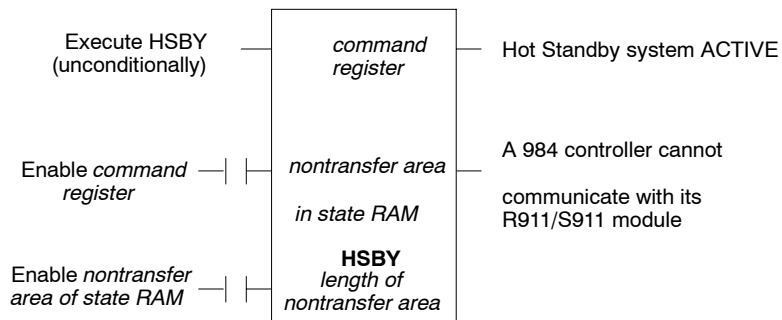 Execute HSBY
(unconditionally)
command
register
Hot Standby system ACTIVE
Enable command
register
nontransfer area
in state RAM
A 984 controller cannot
communicate with its
R911/S911 module
Enable nontransfer
area of state RAM
HSBY
length of
nontransfer area